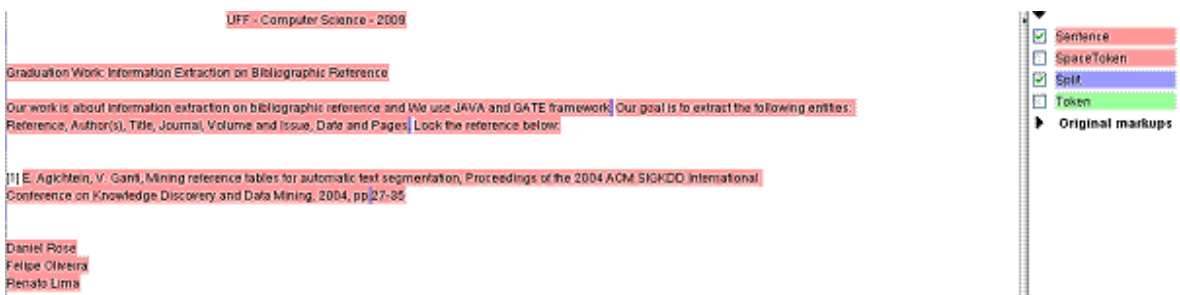 UFF - Computer Science - 2009
Sentence
SpaceToken
Graduation Work: Information Extraction on Bibliographic Reference
Split
Our work is about information extraction on bibliographic reference and We use JAVA and GATE framework. Our goal is to extract the following entities:
Token
Reference, Author(s), Title, Journal, Volume and Issue, Date and Pages. Look the reference below:
Original markups
[1] E. Agichtein, V. Ganti, Mining reference tables for automatic text segmentation, Proceedings of the 2004 ACM SIGKDD International
Conference on Knowledge Discovery and Data Mining, 2004, pp.27-35
Daniel Rose
Felipe Oliveira
Renato Lima